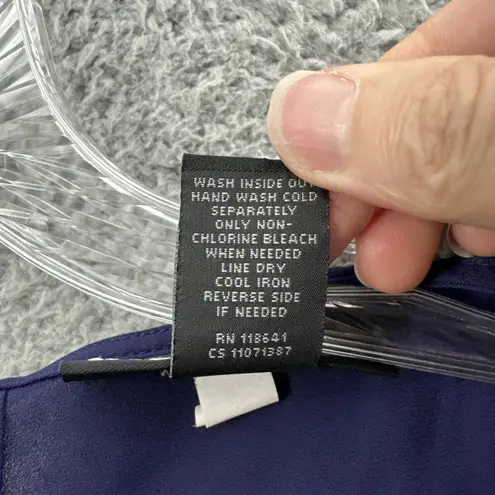 WASH INSIDE OUT
HAND WASH COLD
SEPARATELY
ONLY NON-
CHLORINE BLEACH
WHEN NEEDED
LINE DRY
COOL IRON
REVERSE SIDE
IF NEEDED
RN 118641
CS 11071387